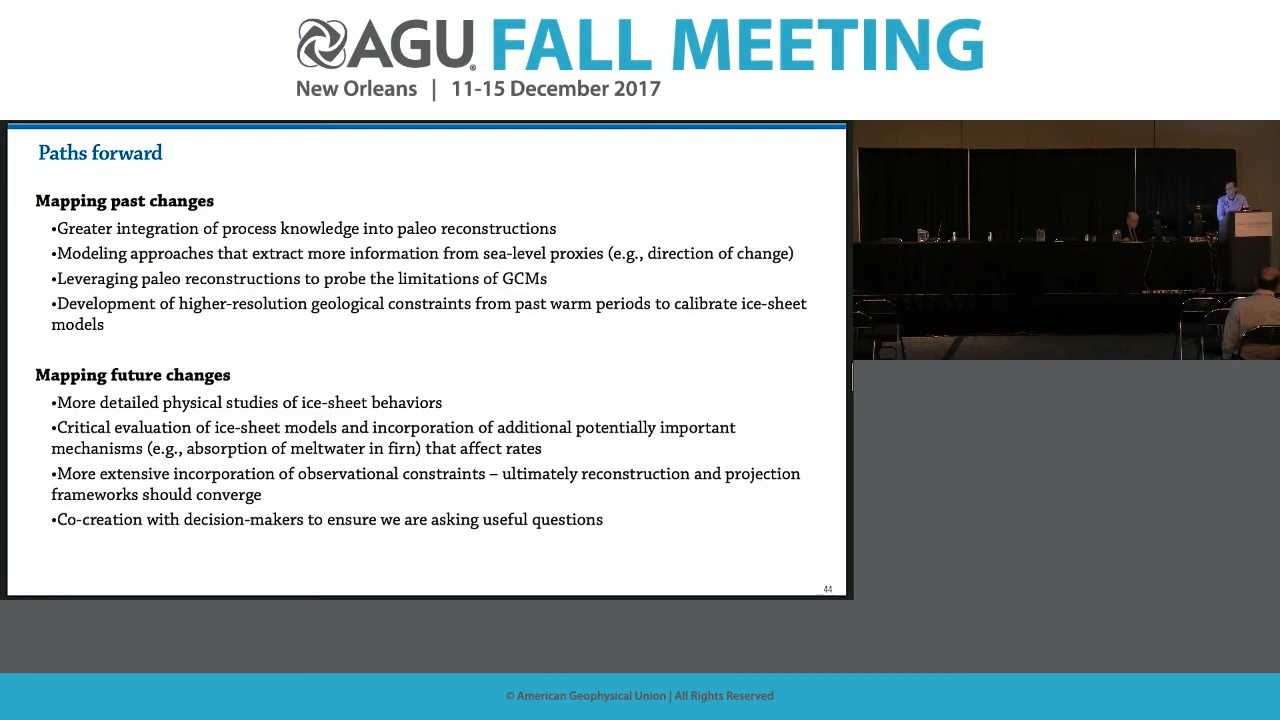 AGU FALL MEETING
New Orleans | 11-15 December 2017
Paths forward
Mapping past changes
•Greater integration of process knowledge into paleo reconstructions
•Modeling approaches that extract more information from sea-level proxies (e.g., direction of change)
•Leveraging paleo reconstructions to probe the limitations of GCMs
•Development of higher-resolution geological constraints from past warm periods to calibrate ice-sheet
models
Mapping future changes
•More detailed physical studies of ice-sheet behaviors
•Critical evaluation of ice-sheet models and incorporation of additional potentially important
mechanisms (e.g., absorption of meltwater in firn) that affect rates
•More extensive incorporation of observational constraints – ultimately reconstruction and projection
frameworks should converge
•Co-creation with decision-makers to ensure we are asking useful questions
44
© American Geophysical Union | All Rights Reserved